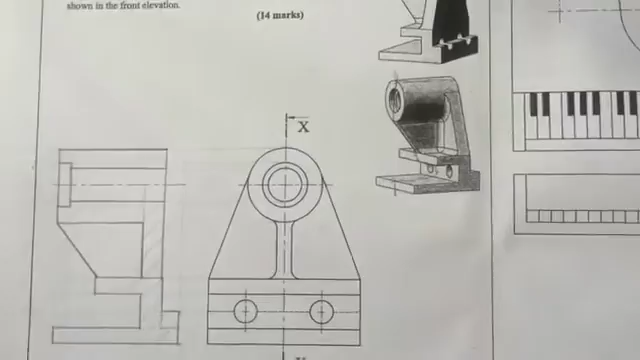 shown in the front elevation.
(14 marks)
X